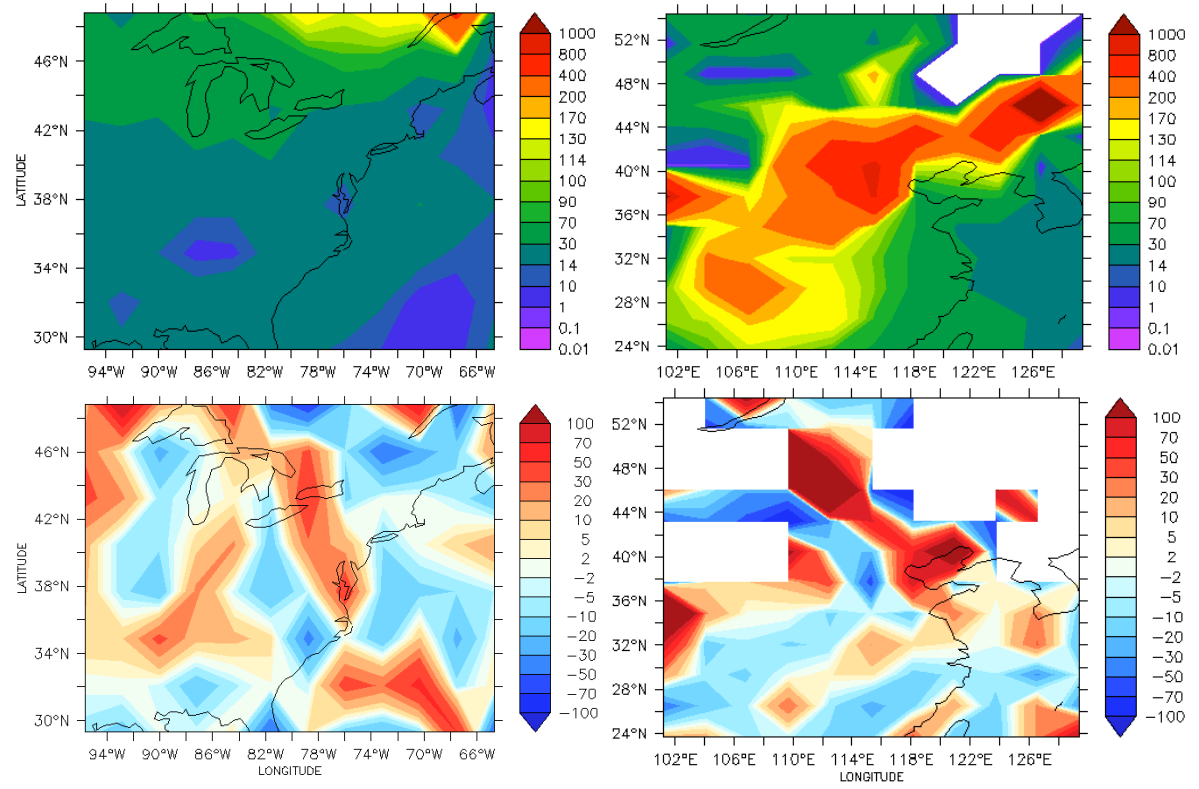 1000
800
400
200
170
130
114
100
90
70
30
14
10
1
0.1
0.01
LATITUDE
46°N
42°N
38°N
34°N
30°N
94°W 90°W 86°W 82°W 78°W 74°W 70°W 66°W
52°N
48°N
44°N
40°N
36°N
32°N
28°N
24°N
102°E 106°E 110°E 114°E 118°E 122°E 126°E
1000
800
400
200
170
130
114
100
90
70
30
14
10
1
0.1
0.01
LATITUDE
46°N
42°N
38°N
34°N
30°N
94°W 90°W 86°W 82°W 78°W 74°W 70°W 66°W
LONGITUDE
100
70
50
30
20
10
5
2
−2
−5
−10
−20
−30
−50
−70
−100
52°N
48°N
44°N
40°N
36°N
32°N
28°N
24°N
102°E 106°E 110°E 114°E 118°E 122°E 126°E
LONGITUDE
100
70
50
30
20
10
5
2
−2
−5
−10
−20
−30
−50
−70
−100